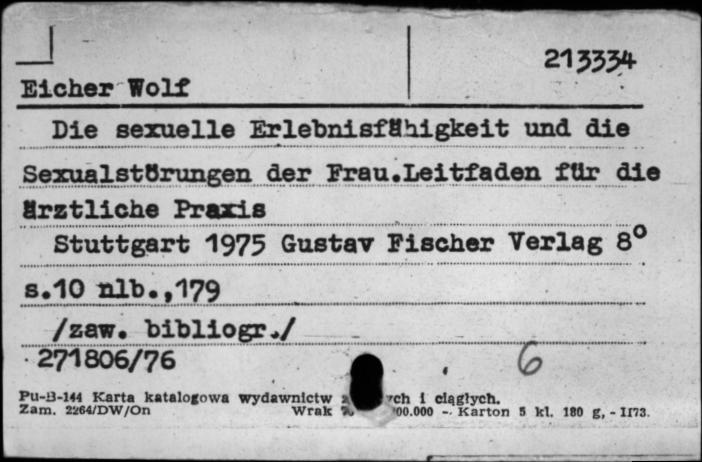 213334
Eicher Wolf
Die sexuelle Erlebnisfähigkeit und die
Sexualstörungen der Frau.Leitfaden für die
ärztliche Praxis
Stuttgart 1975 Gustav Fischer Verlag 8°
s.10 nlb.,179
/zaw. bibliogr./
271806/76
6
Pu-B-144 Karta katalogowa wydawnictw i ciągłych.
Zam. 2264/DW/On Wrak 00.000 - Karton 5 kl. 180 g, - II73.